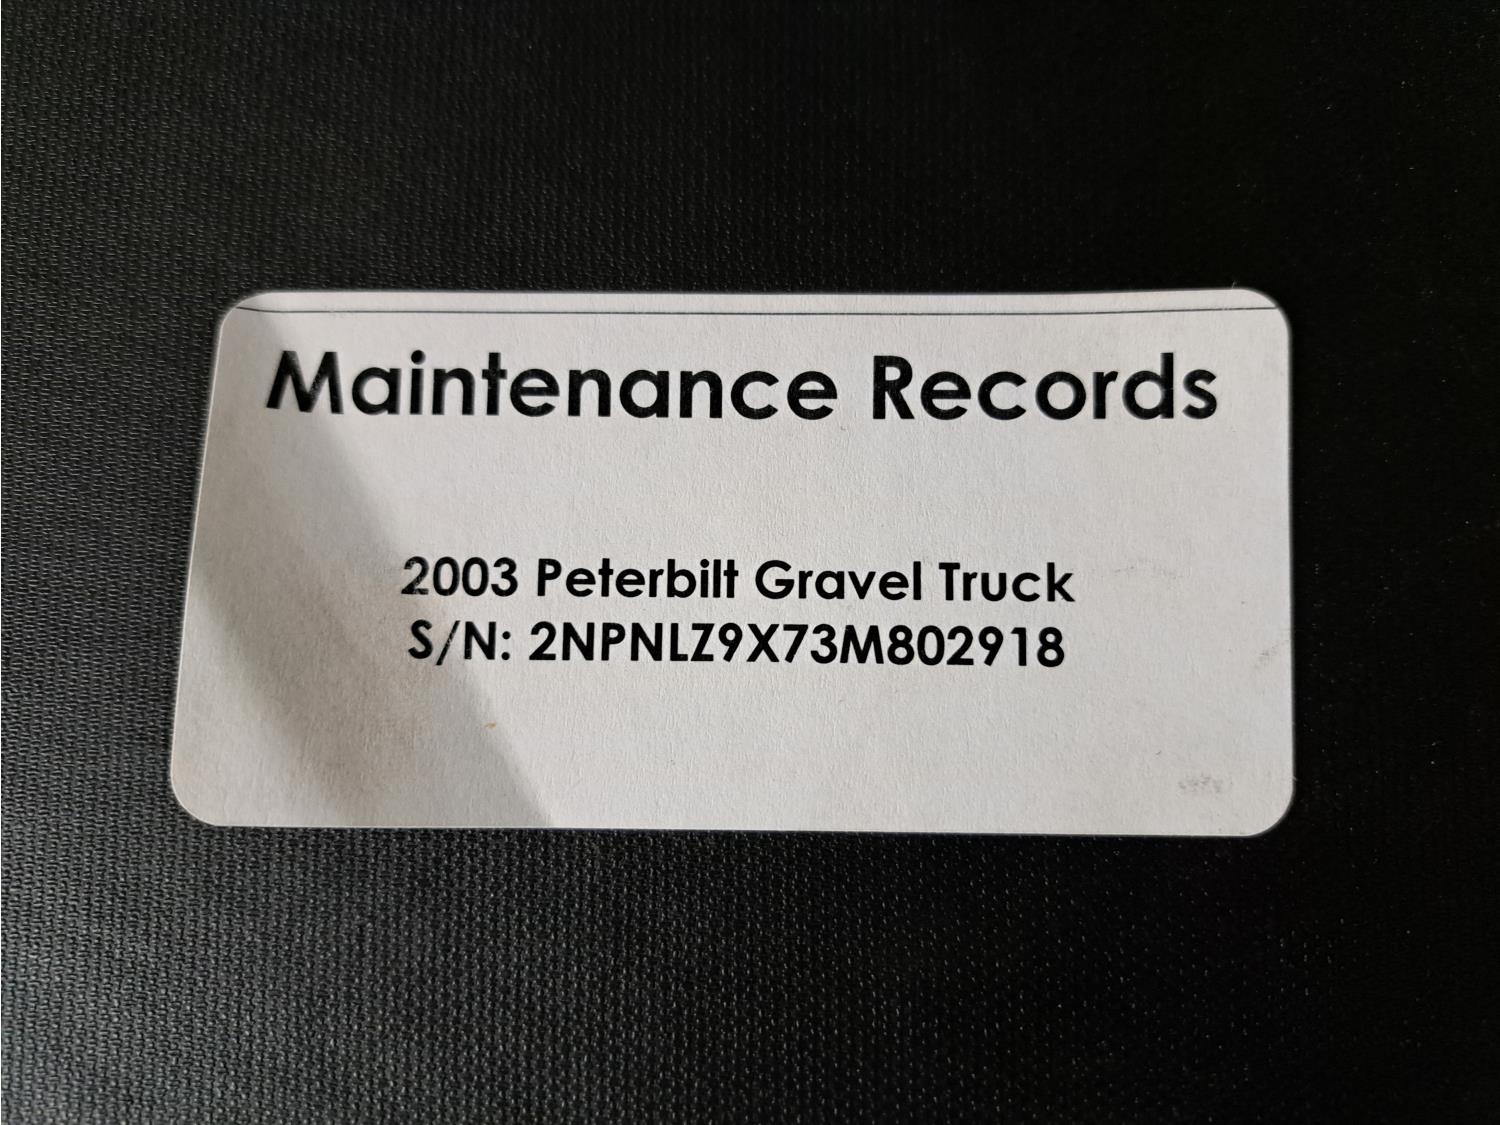 Maintenance Records
2003 Peterbilt Gravel Truck
S/N: 2NPNLZ9X73M802918